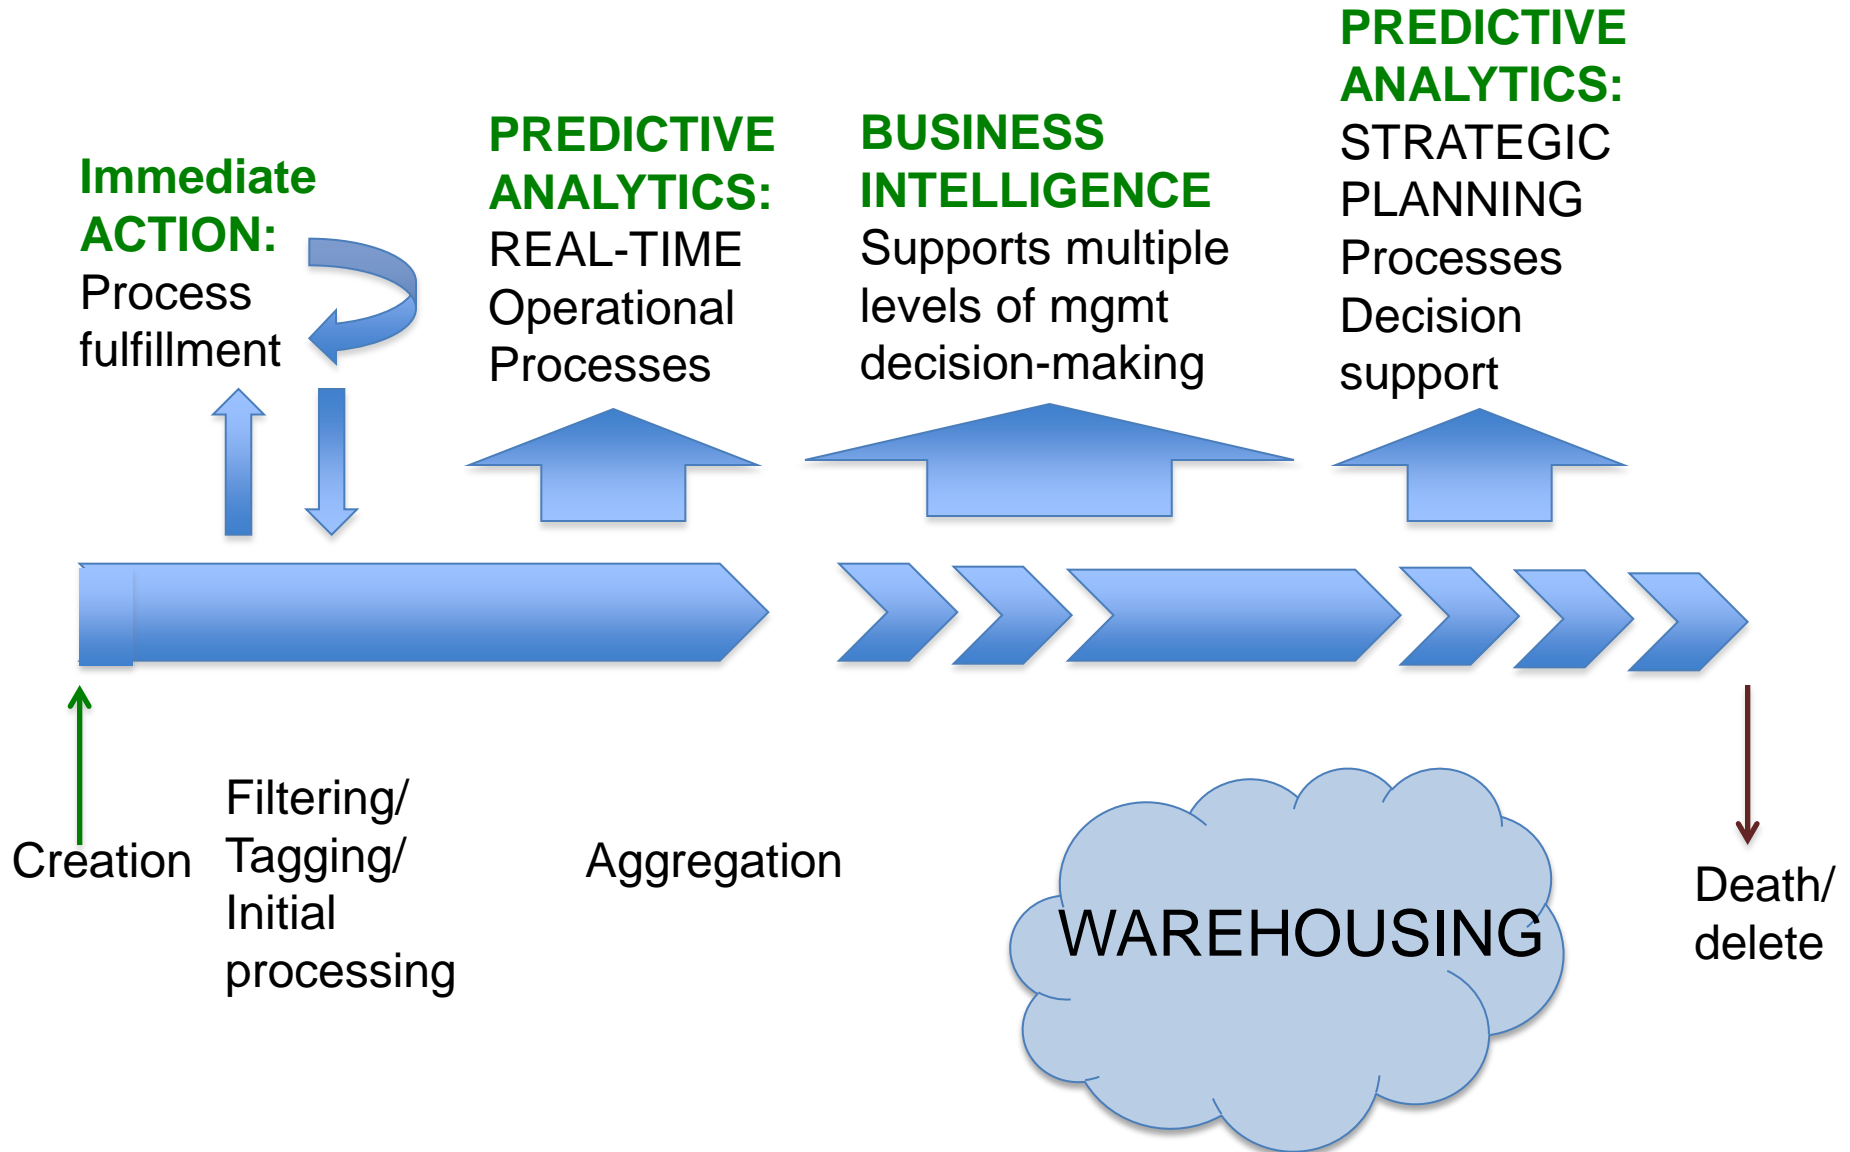 Immediate
ACTION:
Process
fulfillment
PREDICTIVE
ANALYTICS:
REAL-TIME
Operational
Processes
BUSINESS
INTELLIGENCE
Supports multiple
levels of mgmt
decision-making
PREDICTIVE
ANALYTICS:
STRATEGIC
PLANNING
Processes
Decision
support
Creation
Filtering/
Tagging/
Initial
processing
Aggregation
WAREHOUSING
Death/
delete